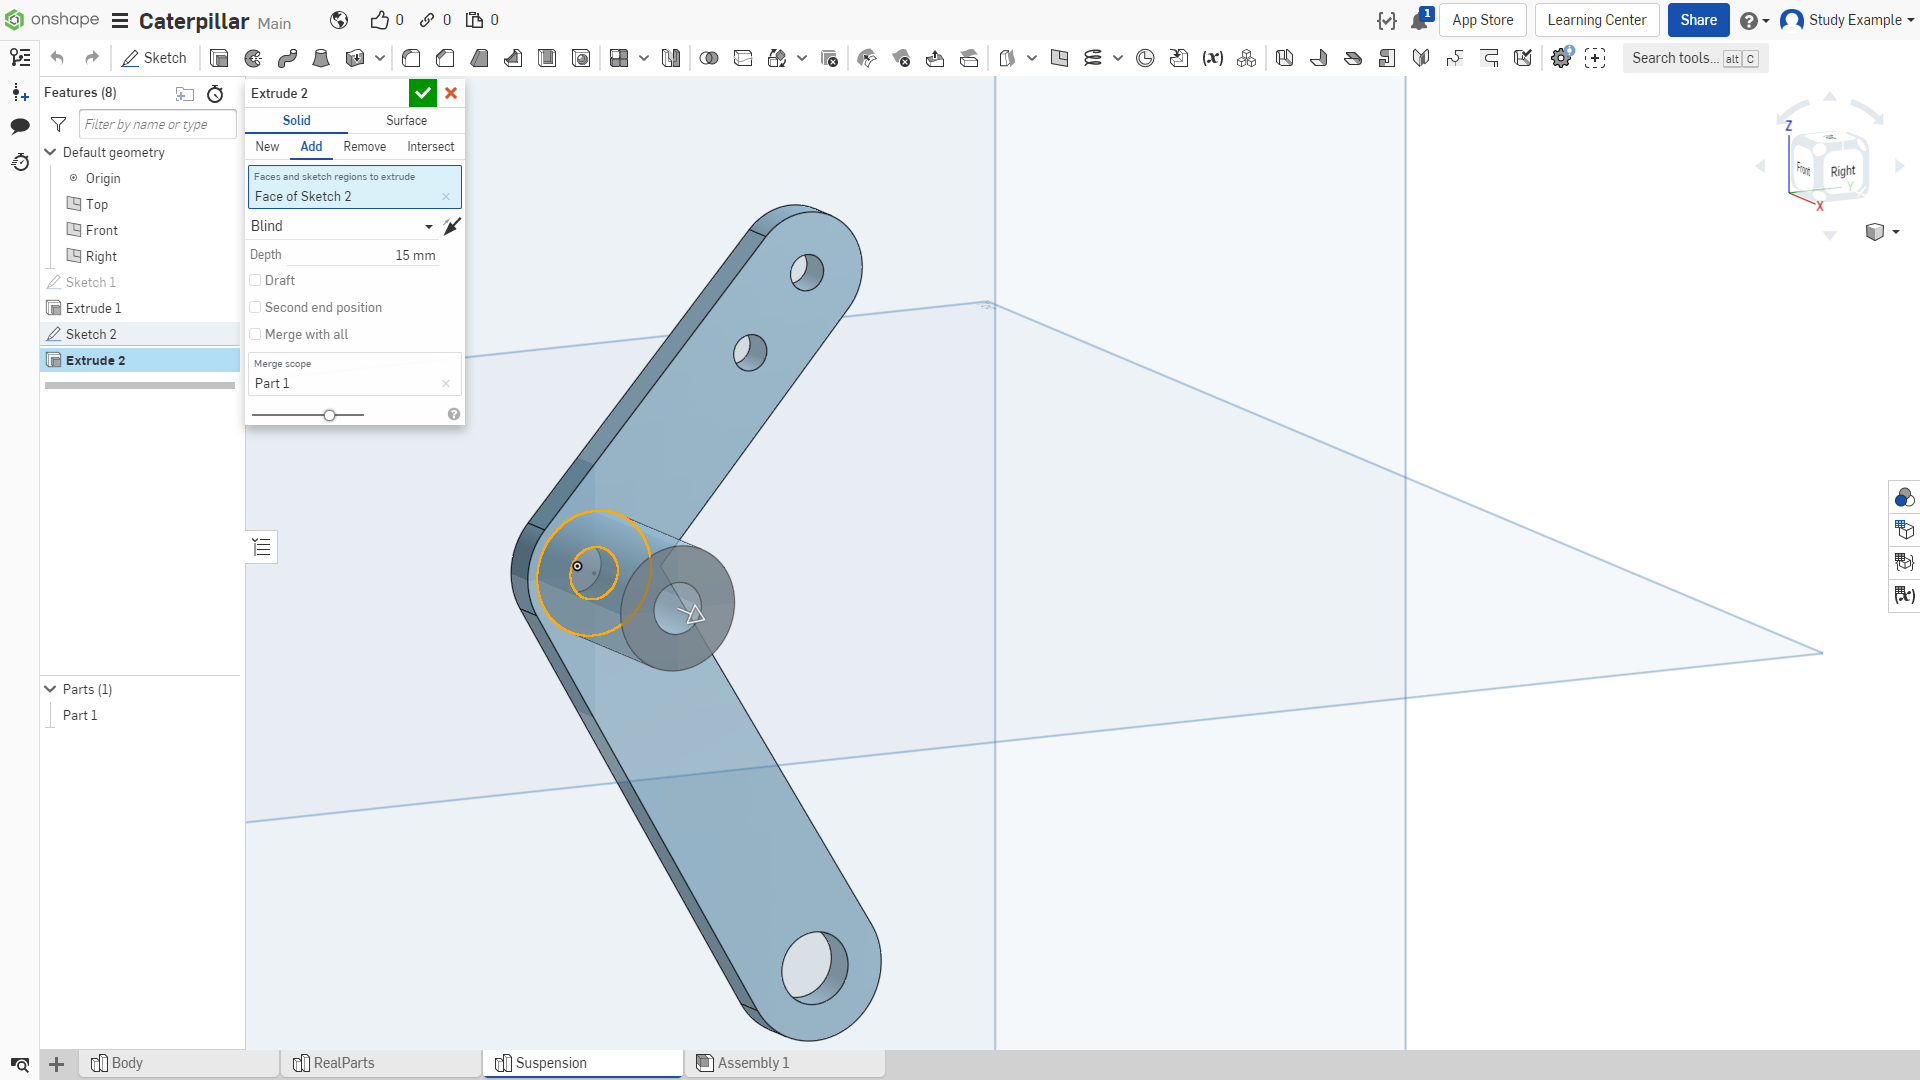 onshape Caterpillar Main 0 0 0 1 App Store Learning Center Share Study Example
Sketch Search tools... alt C
Features (8)
Filter by name or type
Default geometry
Origin
Top
Front
Right
Sketch 1
Extrude 1
Sketch 2
Extrude 2
Parts (1)
Part 1
Extrude 2
Solid Surface
New Add Remove Intersect
Faces and sketch regions to extrude
Face of Sketch 2
Blind
Depth 15 mm
Draft
Second end position
Merge with all
Merge scope
Part 1
Z
Front Right
Y
X
Body RealParts Suspension Assembly 1